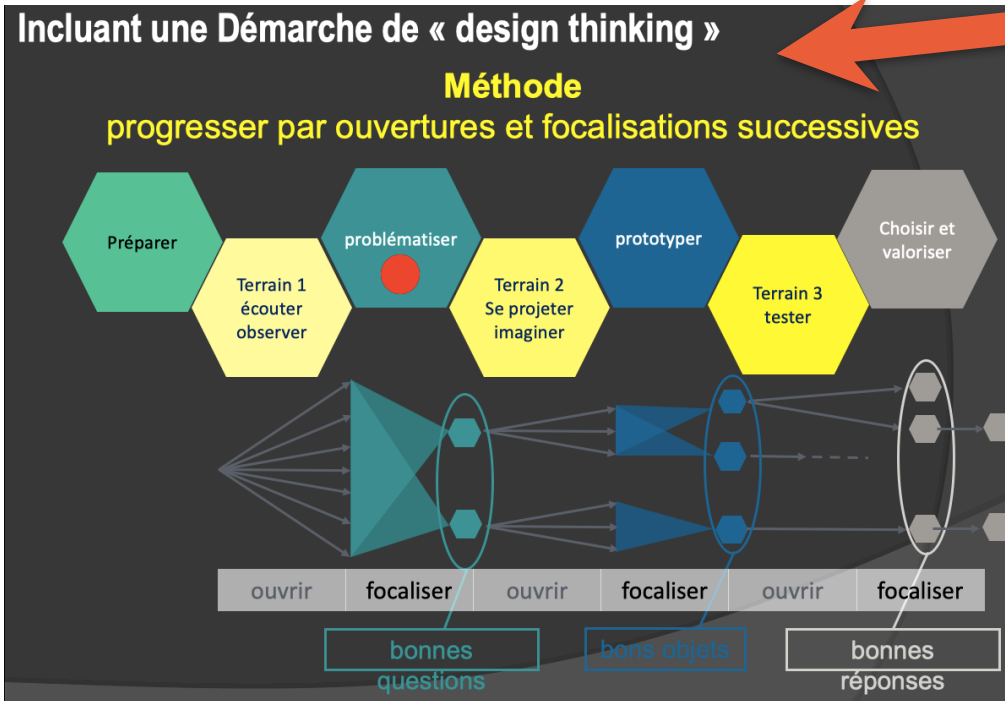 Incluant une Démarche de « design thinking »
Méthode
progresser par ouvertures et focalisations successives
Préparer
Terrain 1
écouter
observer
problématiser
Terrain 2
Se projeter
imaginer
prototyper
Terrain 3
tester
Choisir et
valoriser
ouvrir
focaliser
ouvrir
focaliser
ouvrir
focaliser
bonnes
questions
bons objets
bonnes
réponses